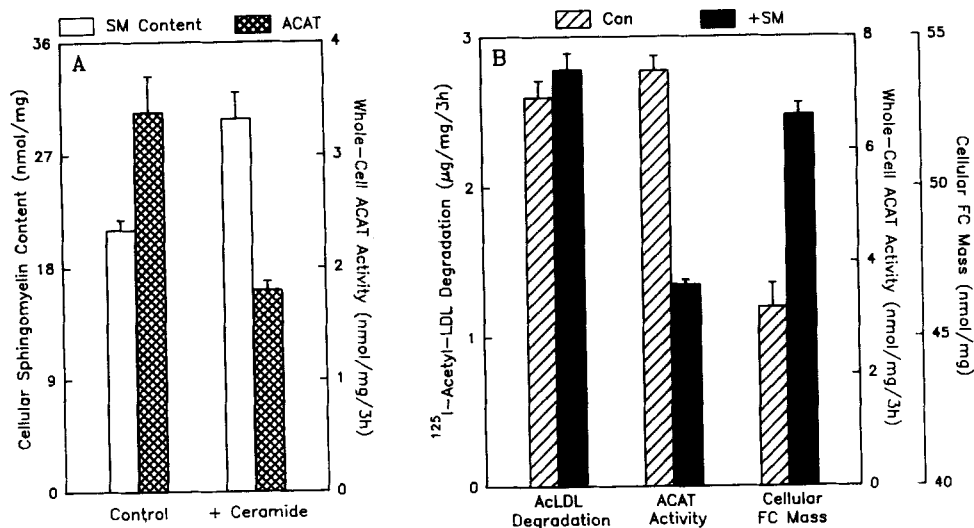 SM Content
ACAT
A
Cellular Sphingomyelin Content (nmol/mg)
36
27
18
9
0
Control
+ Ceramide
4
3
2
1
0
Whole-Cell ACAT Activity (nmol/mg/3h)
Con
+SM
B
¹²⁵I-Acetyl-LDL Degradation (µg/mg/3h)
3
2
1
0
AcLDL
Degradation
ACAT
Activity
Cellular
FC Mass
8
6
4
2
0
Whole-Cell ACAT Activity (nmol/mg/3h)
55
50
45
40
Cellular FC Mass
(nmol/mg)